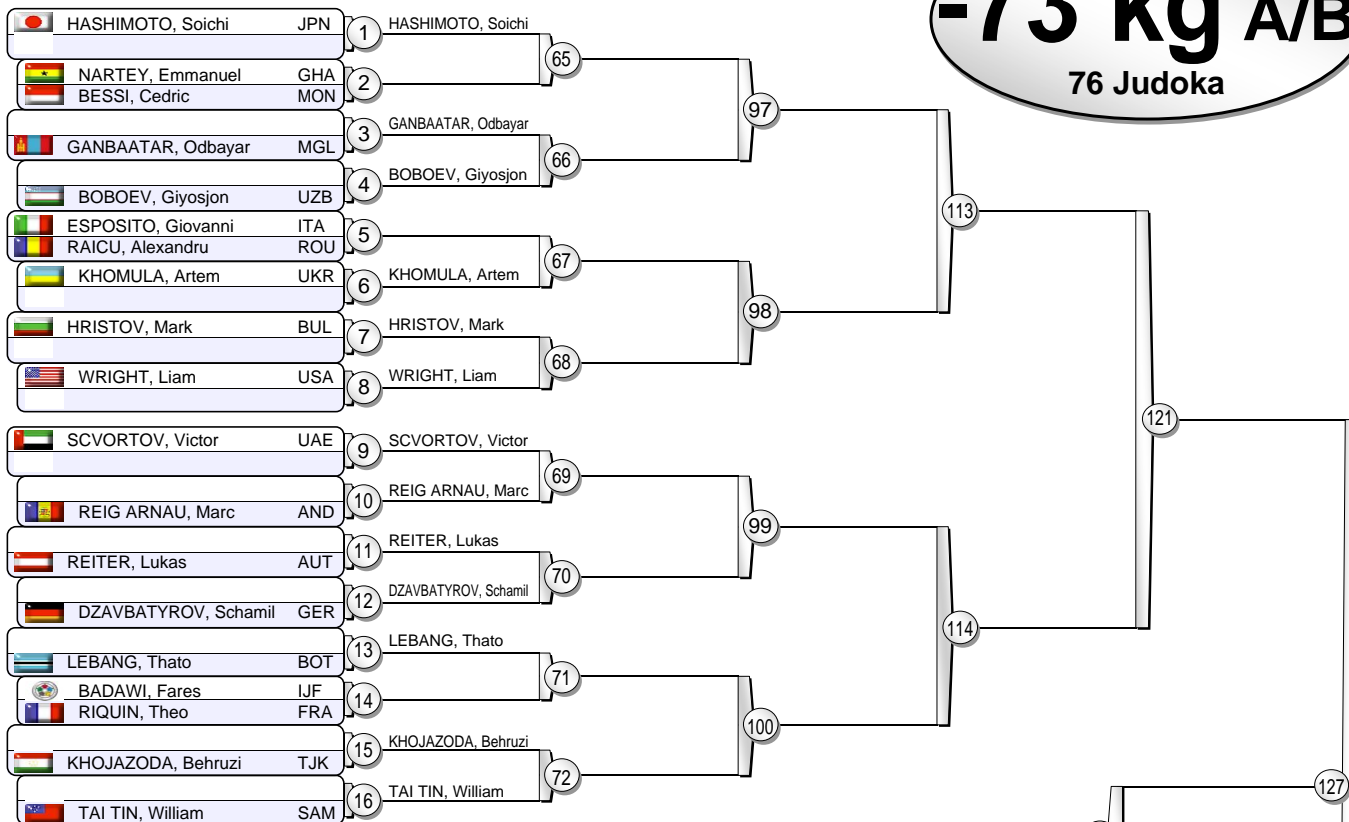 -73 kg A/B
76 Judoka
HASHIMOTO, Soichi JPN 1 HASHIMOTO, Soichi
65
NARTEY, Emmanuel GHA
BESSI, Cedric MON
2
97
3 GANBAATAR, Odbayar
GANBAATAR, Odbayar MGL
66
4 BOBOEV, Giyosjon
BOBOEV, Giyosjon UZB
113
ESPOSITO, Giovanni ITA
RAICU, Alexandru ROU
5
67
KHOMULA, Artem UKR 6 KHOMULA, Artem
98
HRISTOV, Mark BUL 7 HRISTOV, Mark
68
WRIGHT, Liam USA 8 WRIGHT, Liam
121
SCVORTOV, Victor UAE 9 SCVORTOV, Victor
69
10 REIG ARNAU, Marc
REIG ARNAU, Marc AND
99
11 REITER, Lukas
REITER, Lukas AUT
70
12 DZAVBATYROV, Schamil
DZAVBATYROV, Schamil GER
114
13 LEBANG, Thato
LEBANG, Thato BOT
71
BADAWI, Fares IJF
RIQUIN, Theo FRA
14
100
15 KHOJAZODA, Behruzi
KHOJAZODA, Behruzi TJK
72
16 TAI TIN, William
TAI TIN, William SAM
127